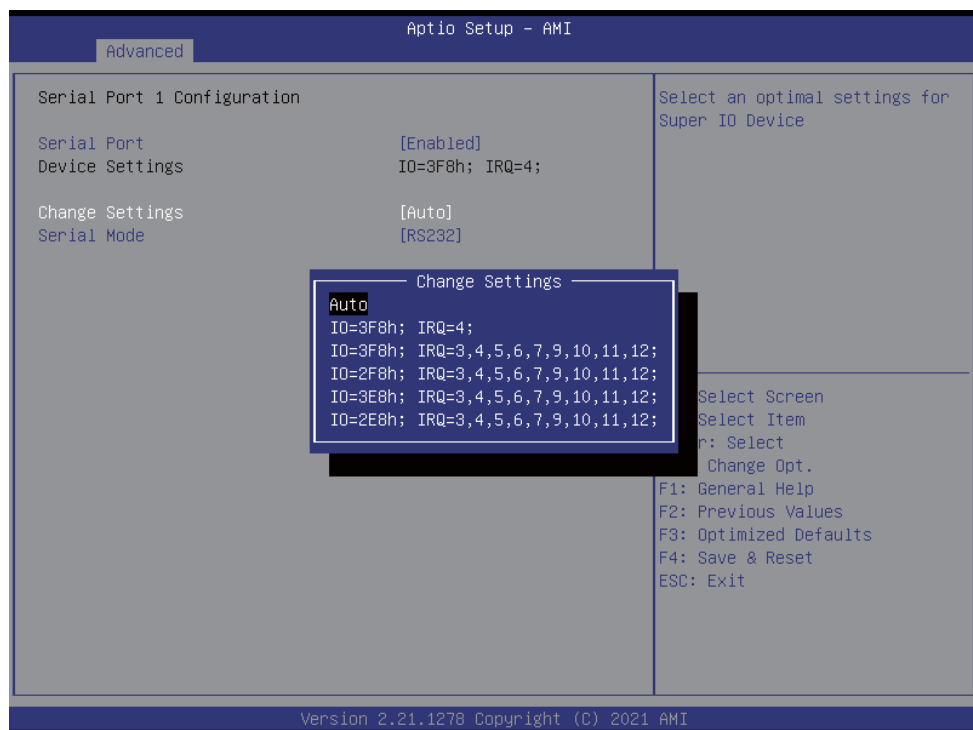 Aptio Setup – AMI
Advanced
Serial Port 1 Configuration
Serial Port [Enabled]
Device Settings IO=3F8h; IRQ=4;
Change Settings [Auto]
Serial Mode [RS232]
Select an optimal settings for
Super IO Device
Change Settings
Auto
IO=3F8h; IRQ=4;
IO=3F8h; IRQ=3,4,5,6,7,9,10,11,12;
IO=2F8h; IRQ=3,4,5,6,7,9,10,11,12;
IO=3E8h; IRQ=3,4,5,6,7,9,10,11,12;
IO=2E8h; IRQ=3,4,5,6,7,9,10,11,12;
Select Screen
Select Item
r: Select
Change Opt.
F1: General Help
F2: Previous Values
F3: Optimized Defaults
F4: Save & Reset
ESC: Exit
Version 2.21.1278 Copyright (C) 2021 AMI